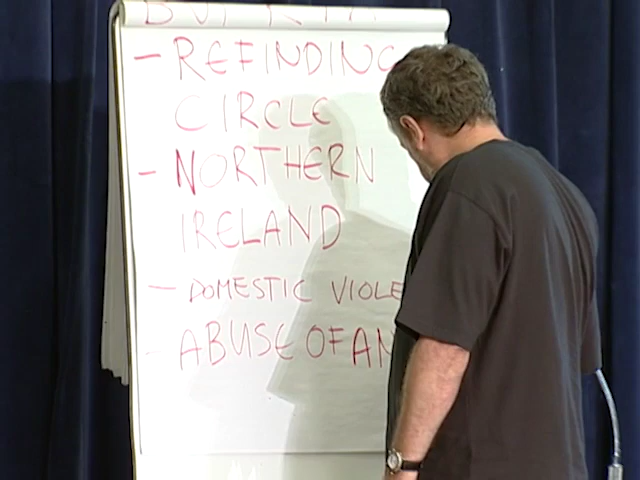 - REFINDING
CIRCLE
- NORTHERN
IRELAND
- DOMESTIC VIOLE
- ABUSE OF AN